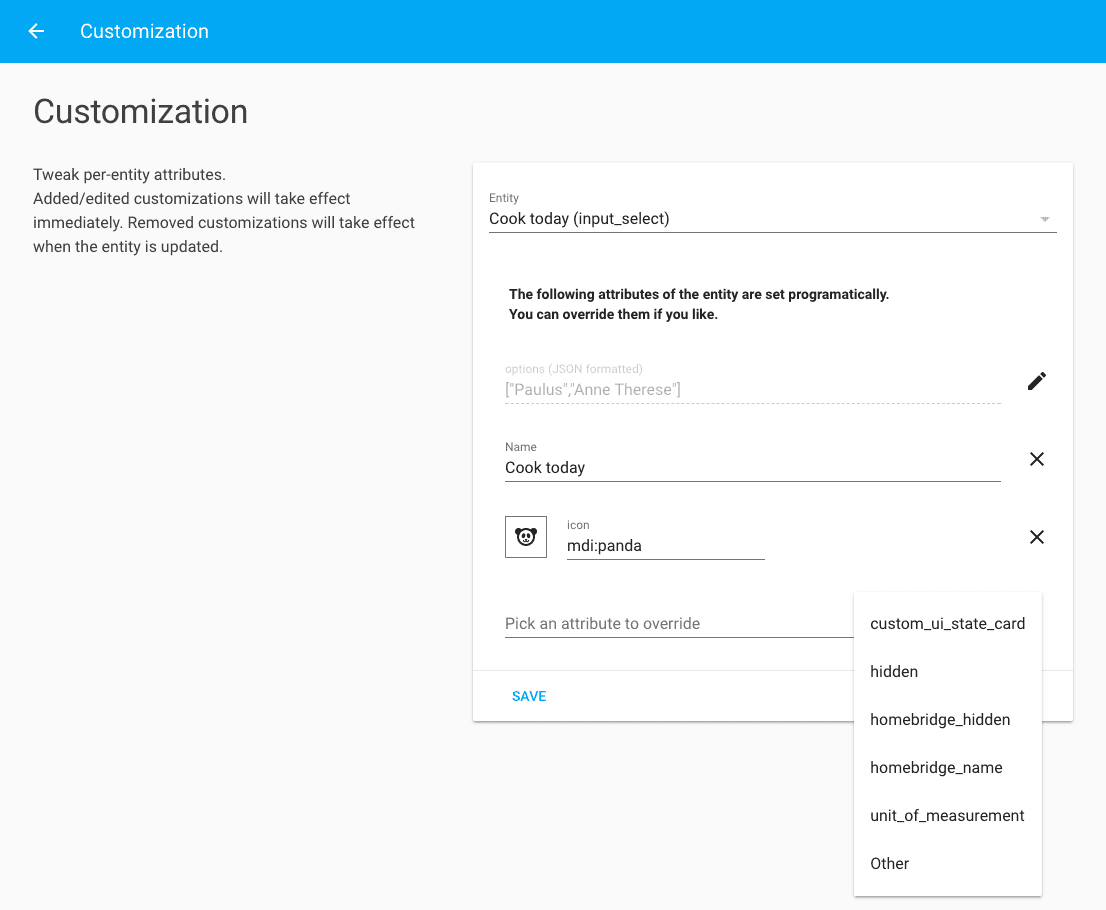 Customization
Customization
Tweak per-entity attributes.
Added/edited customizations will take effect
immediately. Removed customizations will take effect
when the entity is updated.
Entity
Cook today (input_select)
The following attributes of the entity are set programatically.
You can override them if you like.
options (JSON formatted)
["Paulus","Anne Therese"]
Name
Cook today
icon
mdi:panda
Pick an attribute to override
custom_ui_state_card
hidden
homebridge_hidden
homebridge_name
unit_of_measurement
Other
SAVE